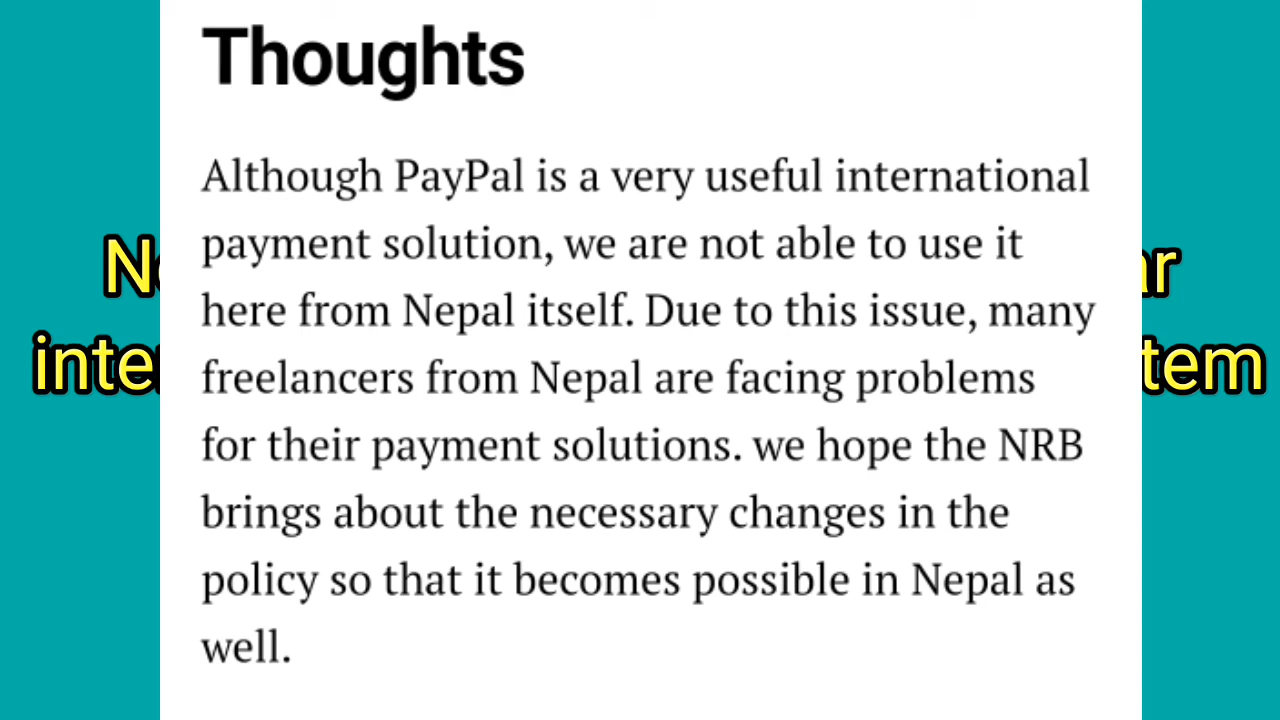 Thoughts
Although PayPal is a very useful international
payment solution, we are not able to use it
here from Nepal itself. Due to this issue, many
freelancers from Nepal are facing problems
for their payment solutions. we hope the NRB
brings about the necessary changes in the
policy so that it becomes possible in Nepal as
well.